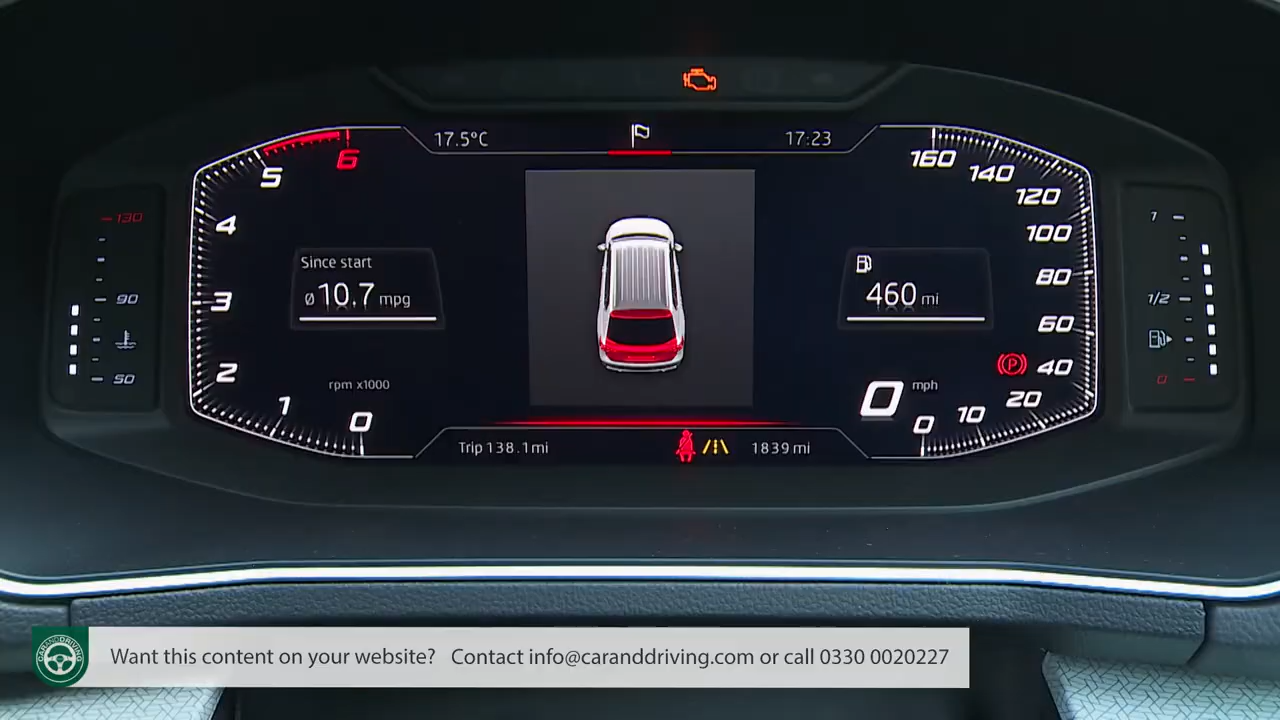 17.5°C
17:23
130
90
50
6
5
4
3
2
1
0
rpm x1000
Since start
ø 10.7 mpg
460 mi
160
140
120
100
80
60
40
20
10
0
0 mph
P
1
1/2
0
Trip 138.1mi
1839 mi
CARANDDRIVING
Want this content on your website? Contact info@caranddriving.com or call 0330 0020227